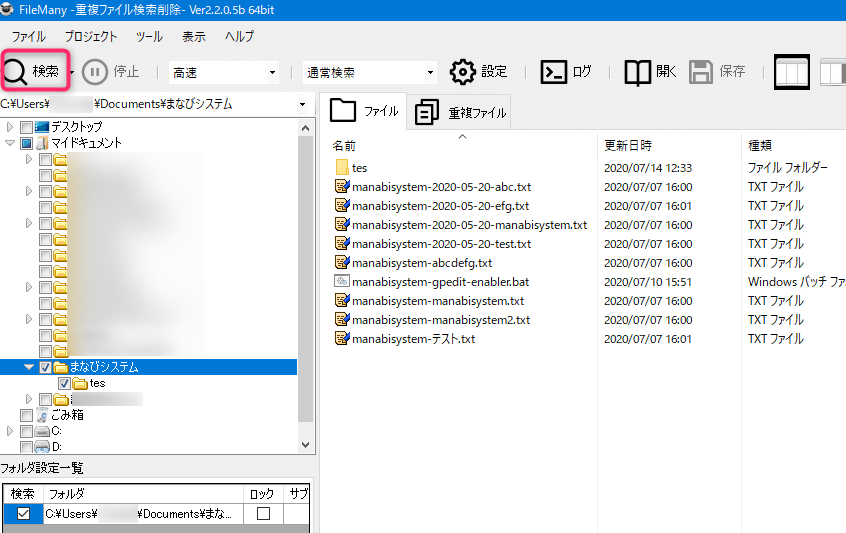 FileMany -重複ファイル検索削除- Ver2.2.0.5b 64bit
ファイル プロジェクト ツール 表示 ヘルプ
検索 停止 高速 通常検索 設定 ログ 開く 保存
C:¥Users¥ ¥Documents¥まなびシステム
ファイル 重複ファイル
デスクトップ
マイドキュメント
まなびシステム
tes
ごみ箱
C:
D:
名前 更新日時 種類
tes 2020/07/14 12:33 ファイル フォルダー
manabisystem-2020-05-20-abc.txt 2020/07/07 16:00 TXT ファイル
manabisystem-2020-05-20-efg.txt 2020/07/07 16:01 TXT ファイル
manabisystem-2020-05-20-manabisystem.txt 2020/07/07 16:00 TXT ファイル
manabisystem-2020-05-20-test.txt 2020/07/07 16:00 TXT ファイル
manabisystem-abcdefg.txt 2020/07/07 16:00 TXT ファイル
manabisystem-gpedit-enabler.bat 2020/07/10 15:51 Windows バッチ ファ
manabisystem-manabisystem.txt 2020/07/07 16:00 TXT ファイル
manabisystem-manabisystem2.txt 2020/07/07 16:00 TXT ファイル
manabisystem-テスト.txt 2020/07/07 16:01 TXT ファイル
フォルダ設定一覧
検索 フォルダ ロック サブ
C:¥Users¥ ¥Documents¥まな...